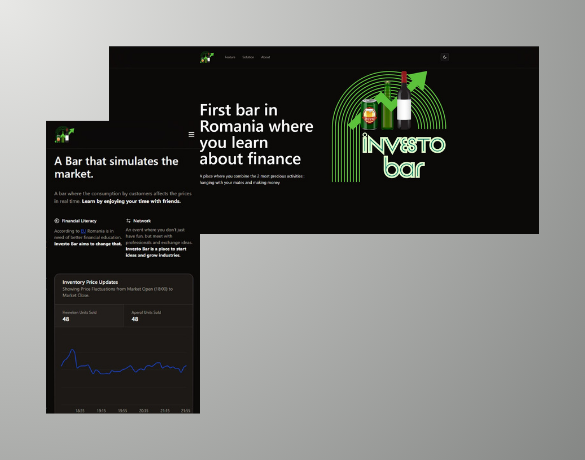 Investors
Solution
About
First bar in
Romania where
you learn
about finance
A place where you combine the 2 most precious activities:
hanging with your mates and making money.
iNVESTO
bar
A Bar that simulates the
market.
A bar where the consumption by customers affects the prices
in real time. Learn by enjoying your time with friends.
Financial Literacy
According to Romania is in
need of better financial education.
Investo Bar aims to change that.
Network
An event where you don't just
have fun, but meet with
professionals and exchange ideas.
Investo Bar is a place to start
ideas and grow industries.
Inventory Price Updates
Showing Price Fluctuations from Market Open (18:00) to
Market Close.
Units Sold
48
Units Sold
48